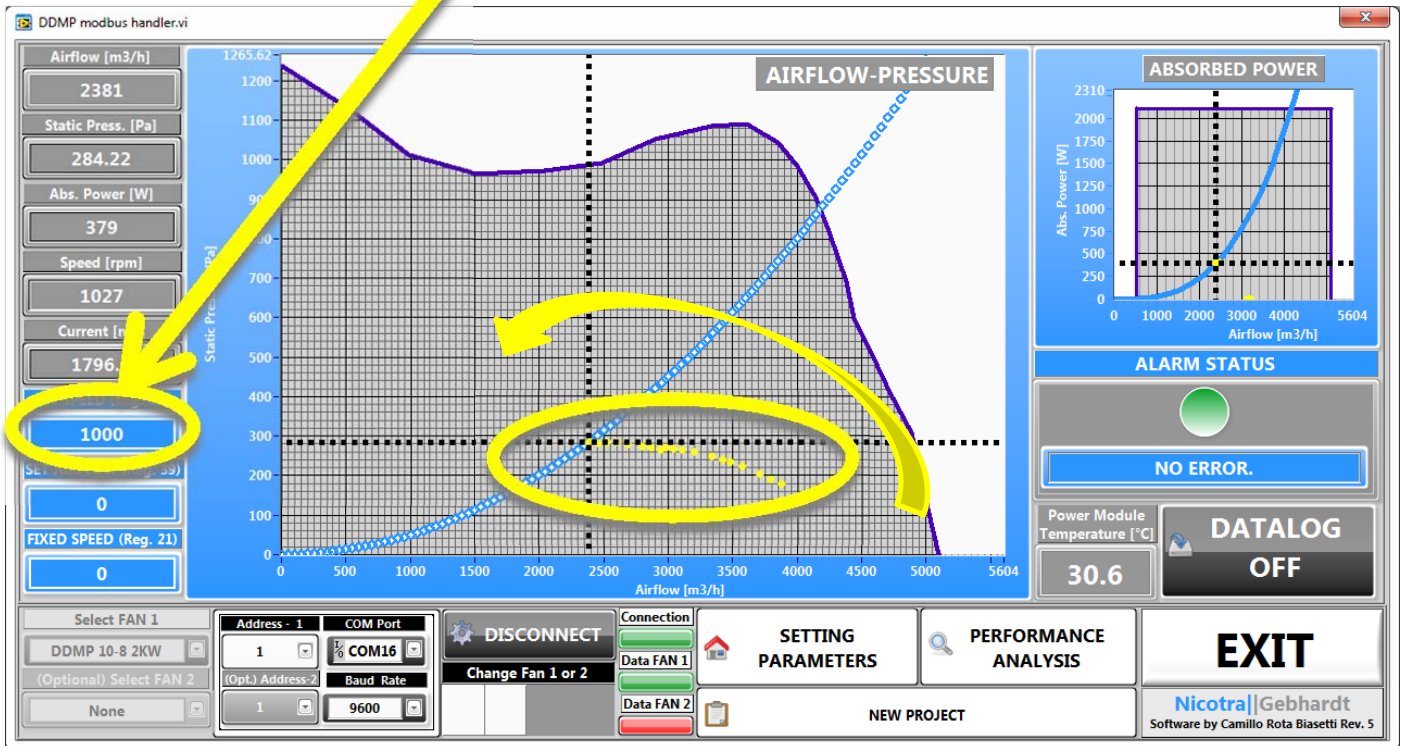 DDMP modbus handler.vi
x
Airflow [m3/h]
2381
Static Press. [Pa]
284.22
Abs. Power [W]
379
Speed [rpm]
1027
Current
1796.
1000
SET
0
FIXED SPEED (Reg. 21)
0
AIRFLOW-PRESSURE
1265.62
1200
1100
1000
700
600
500
400
300
200
100
0
0
500
1000
1500
2000
2500
3000
3500
4000
4500
5000
5604
Airflow [m3/h]
ABSORBED POWER
Abs. Power [W]
2310
2000
1750
1500
1250
1000
750
500
250
0
0
1000
2000
3000
4000
5604
Airflow [m3/h]
ALARM STATUS
NO ERROR.
Power Module
Temperature [°C]
30.6
DATALOG
OFF
Select FAN 1
DDMP 10-8 2KW
(Optional) Select FAN 2
None
Address - 1
1
(Opt.) Address-2
1
COM Port
I/O COM16
Baud Rate
9600
DISCONNECT
Change Fan 1 or 2
Connection
Data FAN 1
Data FAN 2
SETTING
PARAMETERS
PERFORMANCE
ANALYSIS
NEW PROJECT
EXIT
Nicotra||Gebhardt
Software by Camillo Rota Biasetti Rev. 5